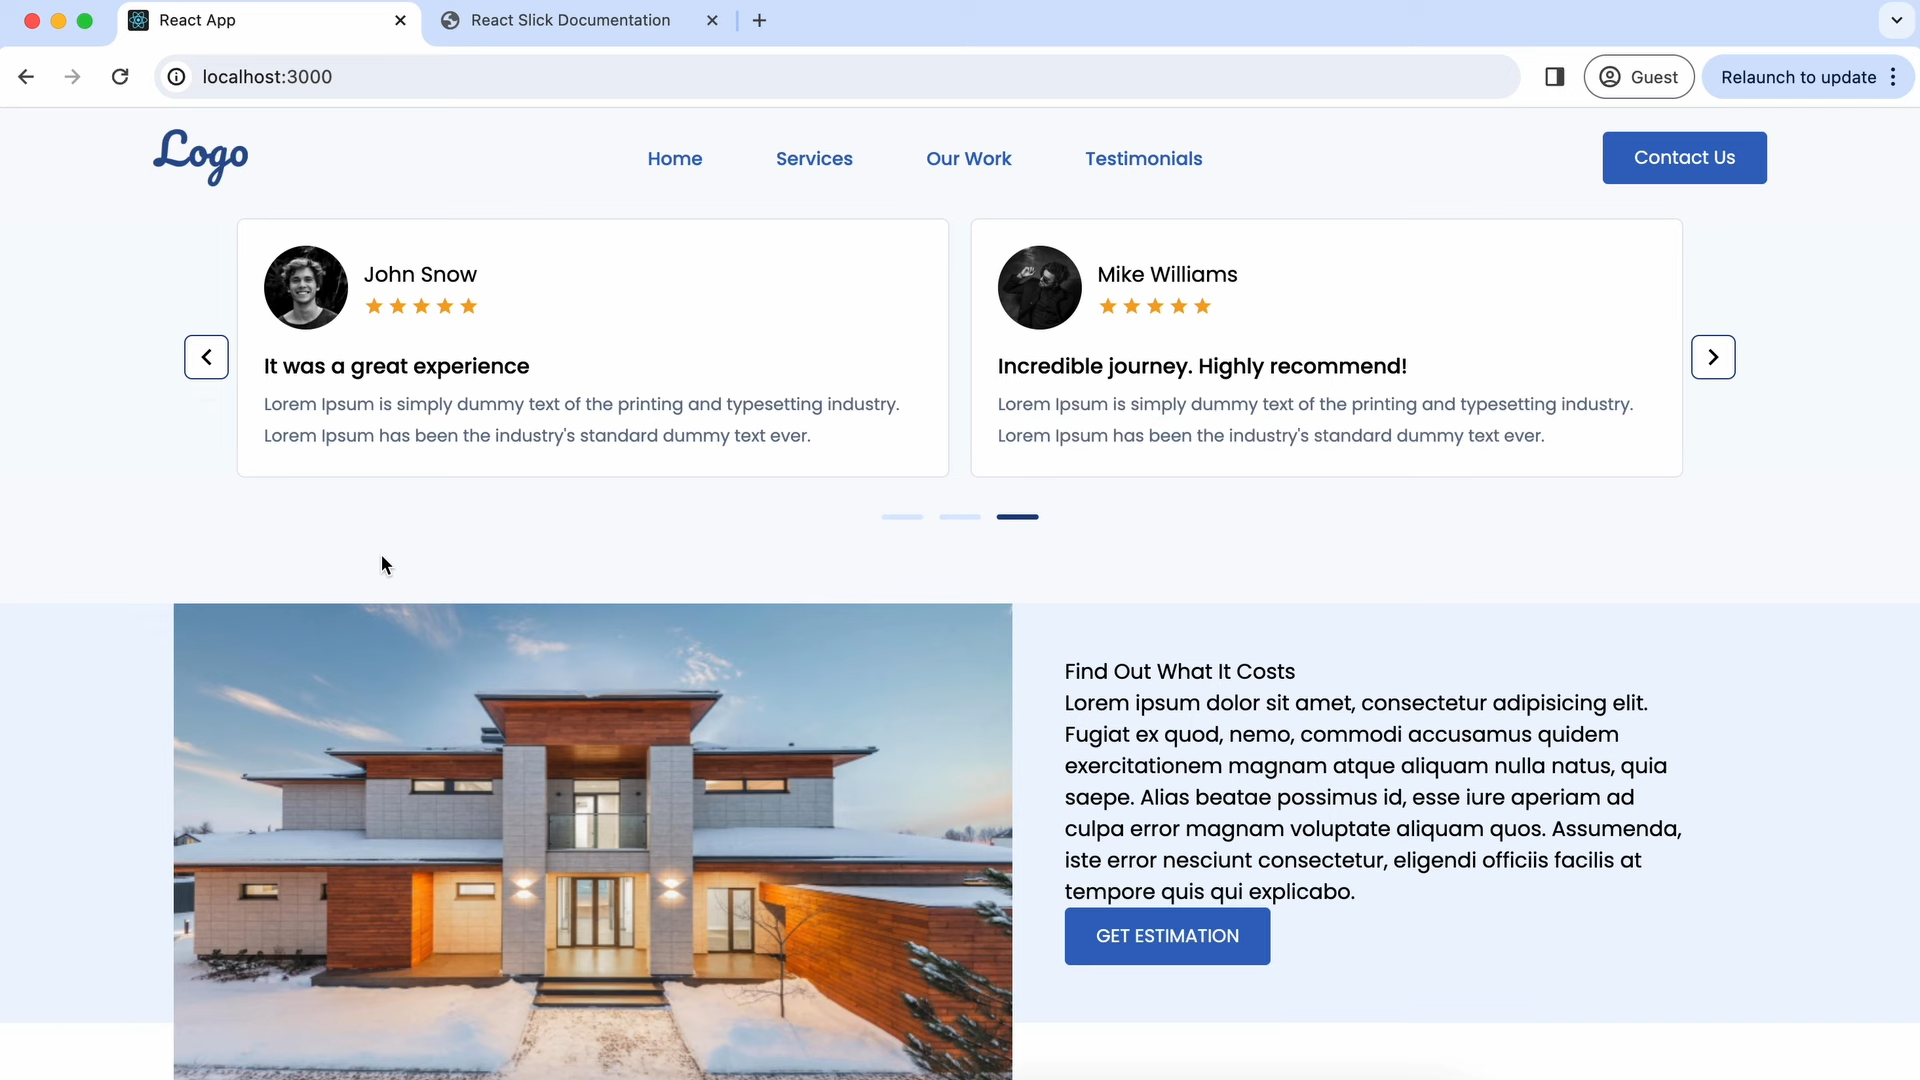 React App
React Slick Documentation
localhost:3000
Guest
Relaunch to update
Logo
Home
Services
Our Work
Testimonials
Contact Us
John Snow
It was a great experience
Lorem Ipsum is simply dummy text of the printing and typesetting industry.
Lorem Ipsum has been the industry's standard dummy text ever.
Mike Williams
Incredible journey. Highly recommend!
Lorem Ipsum is simply dummy text of the printing and typesetting industry.
Lorem Ipsum has been the industry's standard dummy text ever.
Find Out What It Costs
Lorem ipsum dolor sit amet, consectetur adipisicing elit.
Fugiat ex quod, nemo, commodi accusamus quidem
exercitationem magnam atque aliquam nulla natus, quia
saepe. Alias beatae possimus id, esse iure aperiam ad
culpa error magnam voluptate aliquam quos. Assumenda,
iste error nesciunt consectetur, eligendi officiis facilis at
tempore quis qui explicabo.
GET ESTIMATION